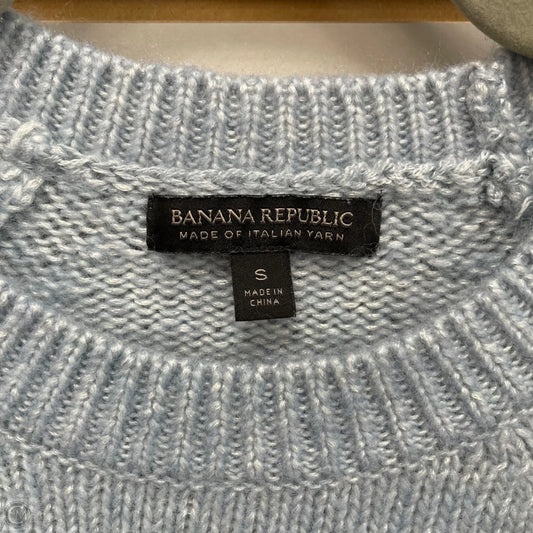 BANANA REPUBLIC
MADE OF ITALIAN YARN
S
MADE IN
CHINA